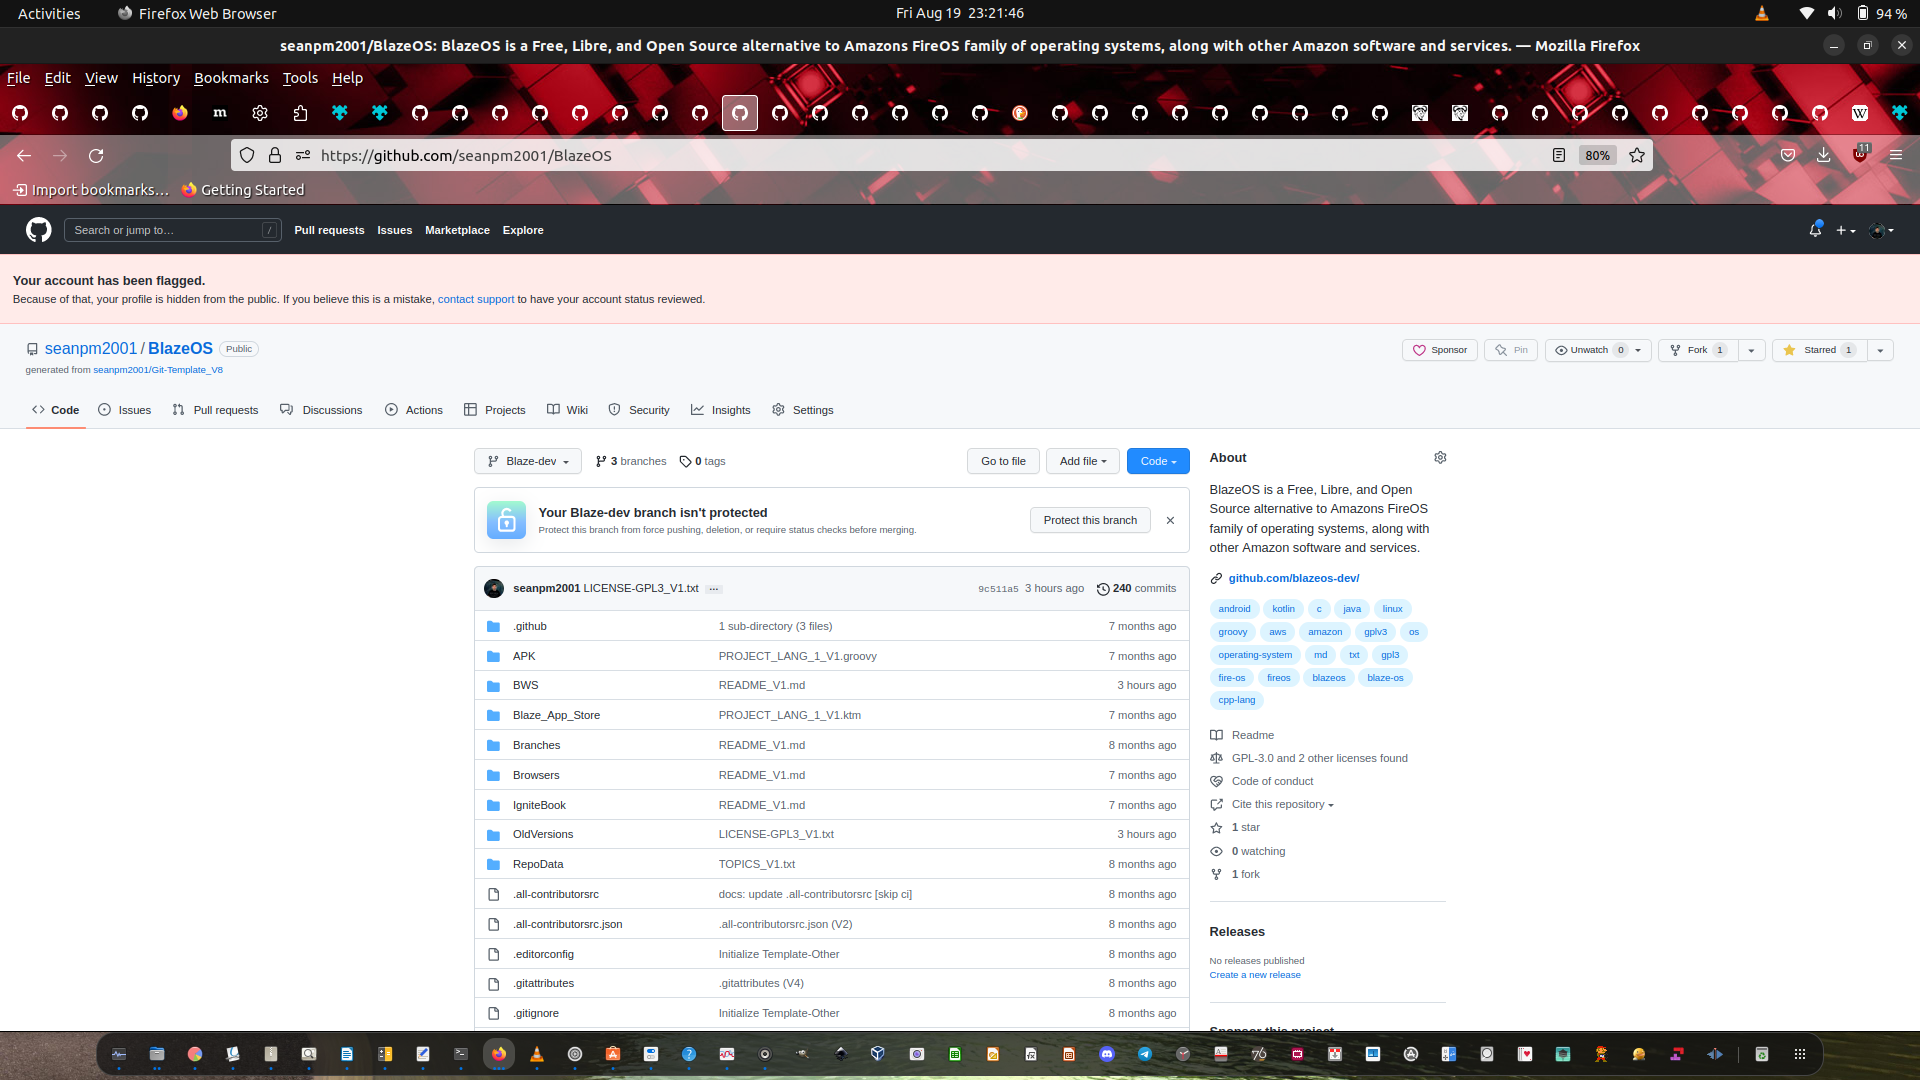 Activities Firefox Web Browser Fri Aug 19 23:21:46 94 %
seanpm2001/BlazeOS: BlazeOS is a Free, Libre, and Open Source alternative to Amazons FireOS family of operating systems, along with other Amazon software and services. — Mozilla Firefox
File Edit View History Bookmarks Tools Help
https://github.com/seanpm2001/BlazeOS 80% 11
Import bookmarks… Getting Started
Search or jump to… / Pull requests Issues Marketplace Explore
Your account has been flagged.
Because of that, your profile is hidden from the public. If you believe this is a mistake, contact support to have your account status reviewed.
seanpm2001 / BlazeOS Public Sponsor Pin Unwatch 0 Fork 1 Starred 1
generated from seanpm2001/Git-Template_V8
Code Issues Pull requests Discussions Actions Projects Wiki Security Insights Settings
Blaze-dev 3 branches 0 tags Go to file Add file Code
Your Blaze-dev branch isn't protected
Protect this branch from force pushing, deletion, or require status checks before merging.
Protect this branch
seanpm2001 LICENSE-GPL3_V1.txt ... 9c511a5 3 hours ago 240 commits
.github 1 sub-directory (3 files) 7 months ago
APK PROJECT_LANG_1_V1.groovy 7 months ago
BWS README_V1.md 3 hours ago
Blaze_App_Store PROJECT_LANG_1_V1.ktm 7 months ago
Branches README_V1.md 8 months ago
Browsers README_V1.md 7 months ago
IgniteBook README_V1.md 7 months ago
OldVersions LICENSE-GPL3_V1.txt 3 hours ago
RepoData TOPICS_V1.txt 8 months ago
.all-contributorsrc docs: update .all-contributorsrc [skip ci] 8 months ago
.all-contributorsrc.json .all-contributorsrc.json (V2) 8 months ago
.editorconfig Initialize Template-Other 8 months ago
.gitattributes .gitattributes (V4) 8 months ago
.gitignore Initialize Template-Other 8 months ago
About
BlazeOS is a Free, Libre, and Open
Source alternative to Amazons FireOS
family of operating systems, along with
other Amazon software and services.
github.com/blazeos-dev/
android kotlin c java linux
groovy aws amazon gplv3 os
operating-system md txt gpl3
fire-os fireos blazeos blaze-os
cpp-lang
Readme
GPL-3.0 and 2 other licenses found
Code of conduct
Cite this repository
1 star
0 watching
1 fork
Releases
No releases published
Create a new release
Sponsor this project